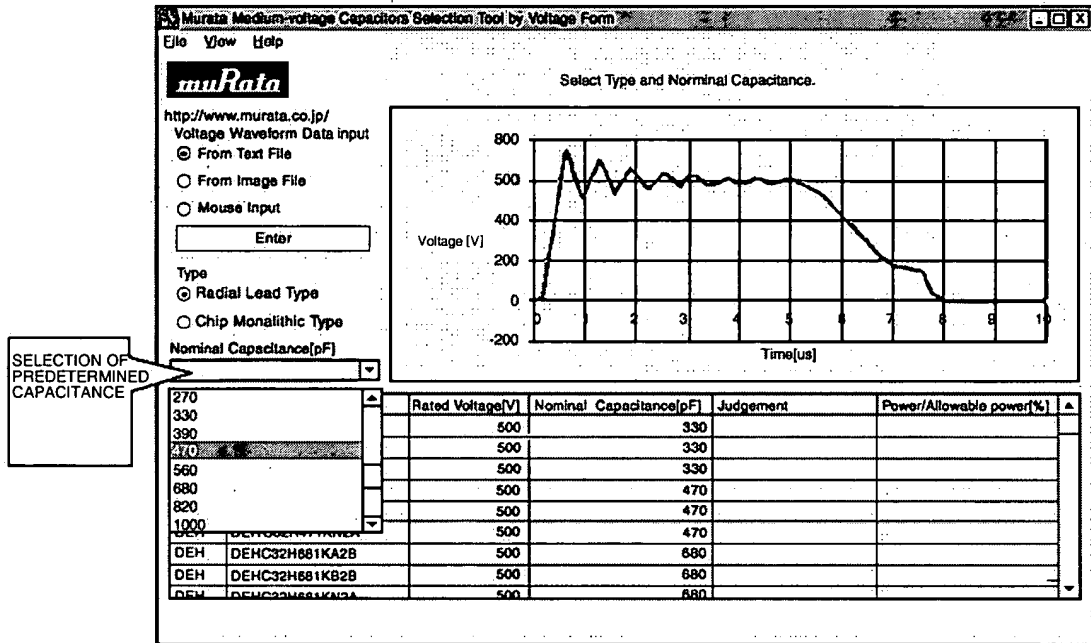 Murata Medium-voltage Capacitors Selection Tool by Voltage Form
File View Help
muRata
Select Type and Norminal Capacitance.
http://www.murata.co.jp/
Voltage Waveform Data input
From Text File
From Image File
Mouse Input
Enter
Type
Radial Lead Type
Chip Monalithic Type
Nominal Capacitance[pF]
SELECTION OF
PREDETERMINED
CAPACITANCE
800
600
400
200
0
-200
Voltage [V]
0 1 2 3 4 5 6 7 8 9 10
Time[us]
270
330
390
470
560
680
820
1000
Rated Voltage[V] Nominal Capacitance[pF] Judgement Power/Allowable power[%]
500 330
500 330
500 330
500 470
500 470
500 470
DEH DEHC32H681KA2B 500 680
DEH DEHC32H681KB2B 500 680
DEH DEHC32H681KN2A 500 680